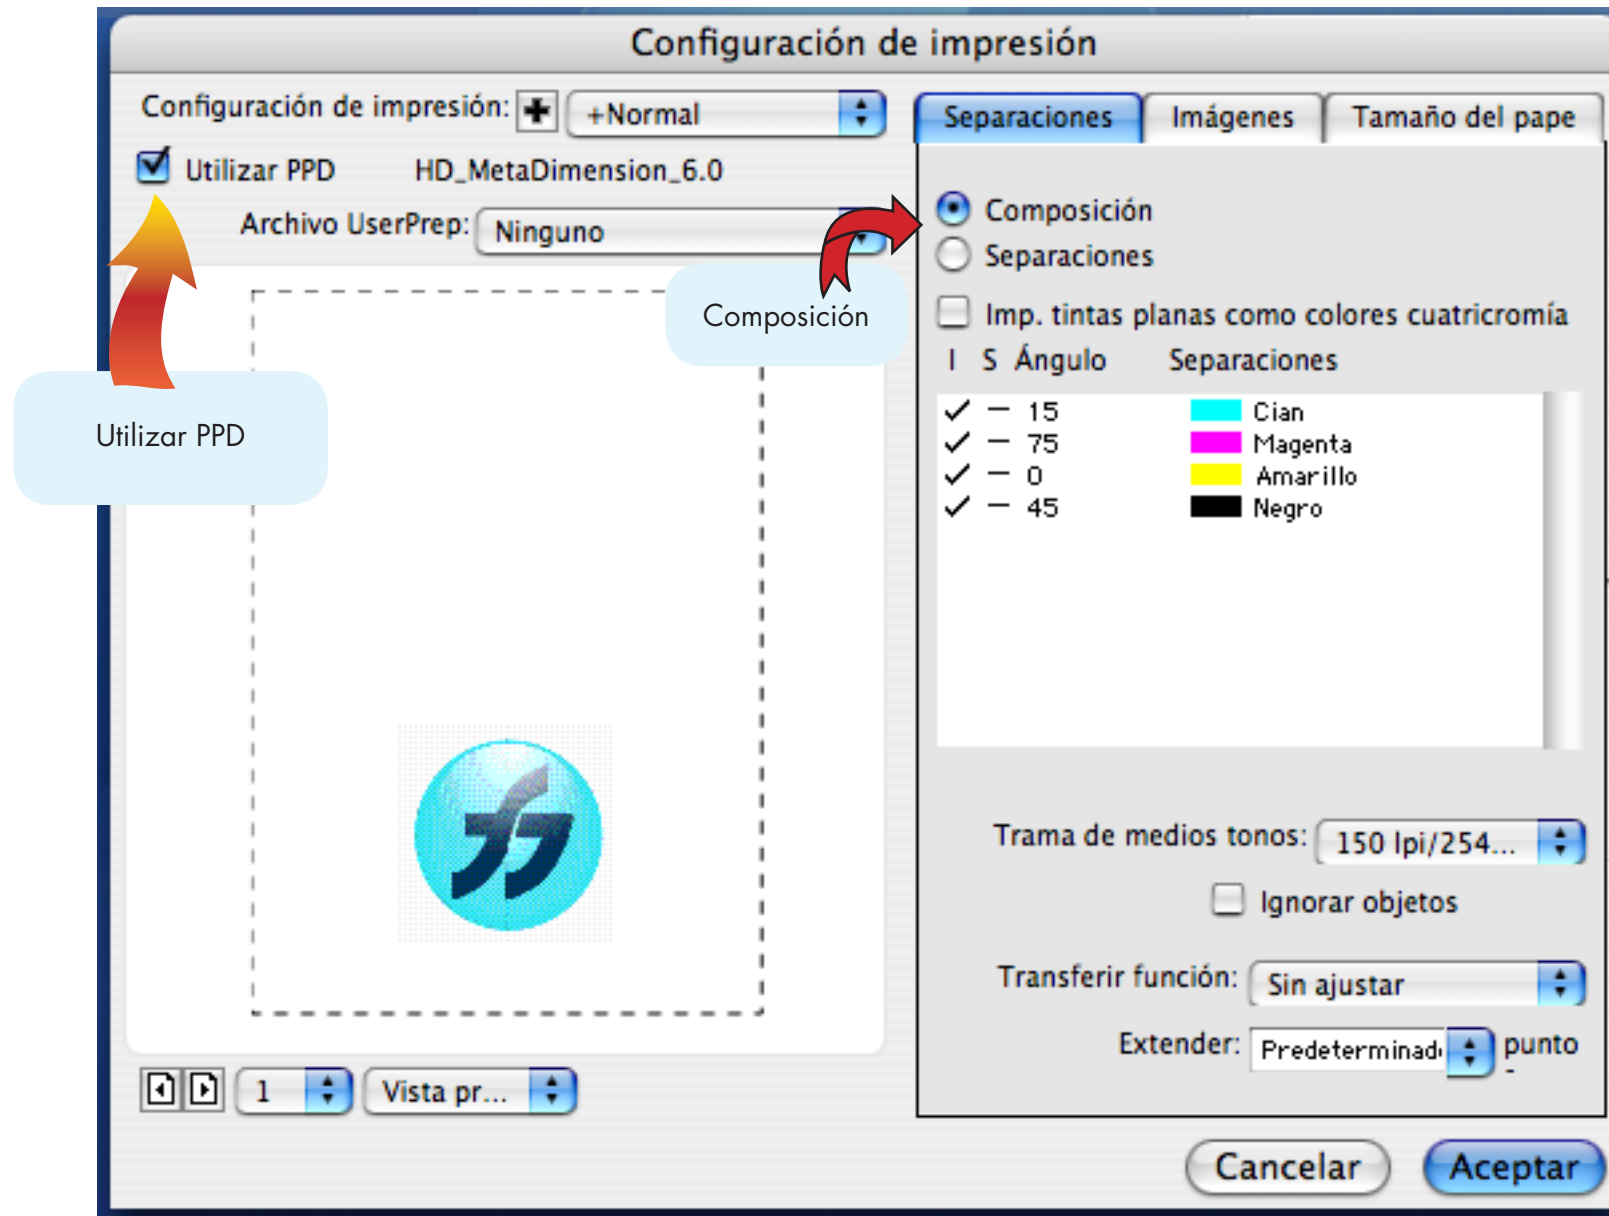 Configuración de impresión
Configuración de impresión: +Normal
Utilizar PPD HD_MetaDimension_6.0
Archivo UserPrep: Ninguno
Composición
Utilizar PPD
Separaciones Imágenes Tamaño del pape
Composición
Separaciones
Imp. tintas planas como colores cuatricromía
I S Ángulo Separaciones
15 Cian
75 Magenta
0 Amarillo
45 Negro
Trama de medios tonos: 150 lpi/254...
Ignorar objetos
Transferir función: Sin ajustar
Extender: Predeterminad punto
1 Vista pr...
Cancelar Aceptar